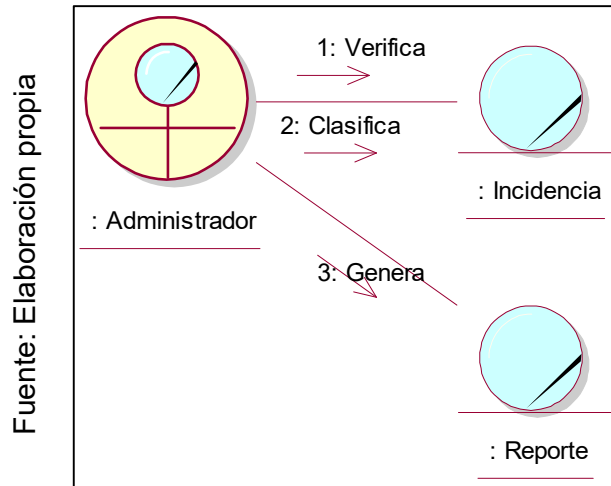 Fuente: Elaboración propia
1: Verifica
2: Clasifica
: Administrador
: Incidencia
3: Genera
: Reporte